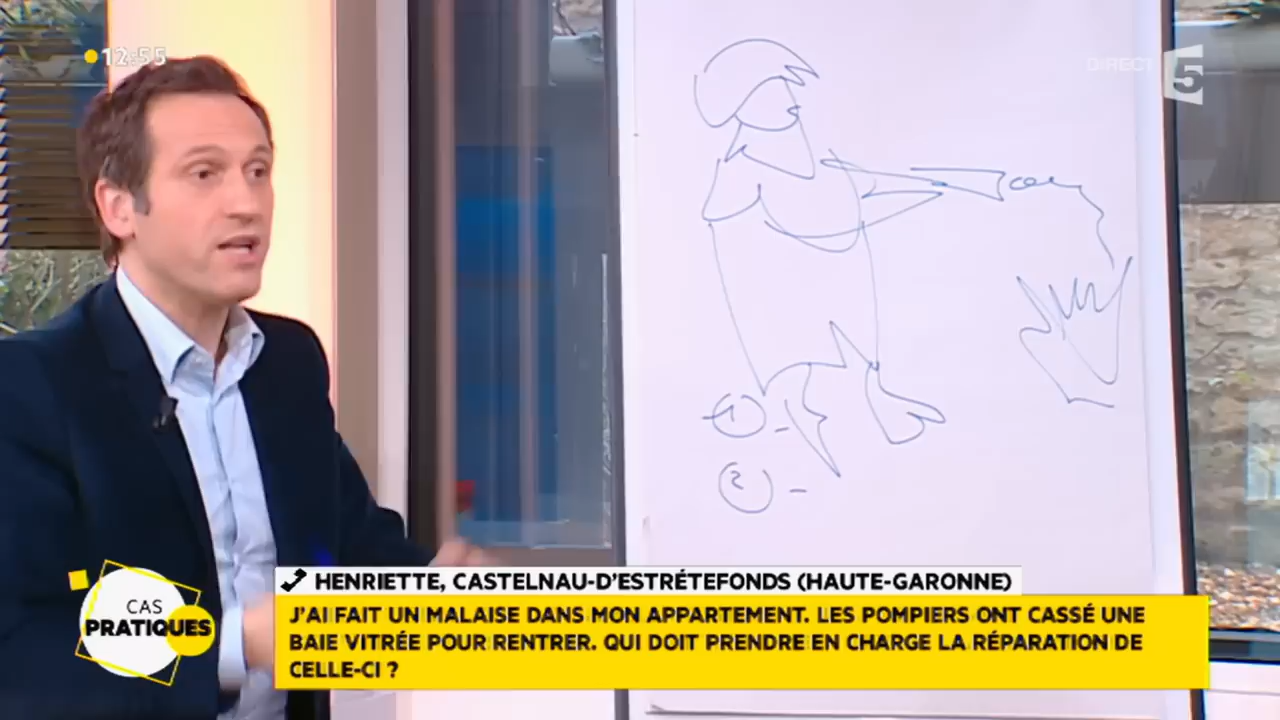 12:55
DIRECT 5
1 -
2 -
HENRIETTE, CASTELNAU-D'ESTRÉTEFONDS (HAUTE-GARONNE)
CAS
PRATIQUES
J'AI FAIT UN MALAISE DANS MON APPARTEMENT. LES POMPIERS ONT CASSÉ UNE
BAIE VITRÉE POUR RENTRER. QUI DOIT PRENDRE EN CHARGE LA RÉPARATION DE
CELLE-CI ?